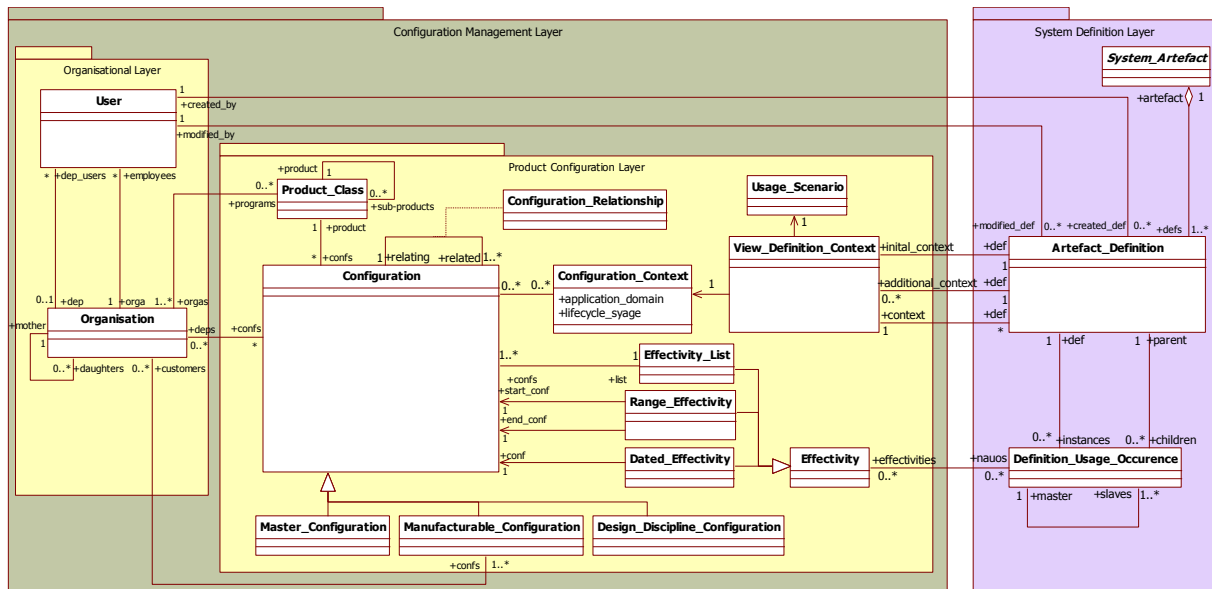 Configuration Management Layer
System Definition Layer
Organisational Layer
System_Artefact
User
1
+created_by
1
+modified_by
+artefact
1
Product Configuration Layer
+product
1
0..*
Product_Class
+programs
0..*
+sub-products
Configuration_Relationship
Usage_Scenario
1
* +dep_users
* +employees
1 +product
* +confs
1 +relating
+related 1..*
+modified_def 0..*
+created_def 0..*
+defs 1..*
View_Definition_Context
+inital_context
+def
1
Artefact_Definition
Configuration
0..*
0..*
Configuration_Context
+application_domain
+lifecycle_syage
1
+additional_context
0..*
+def
1
+context
1
+def
*
0..1 +dep
1 +orga
1..* +orgas
Organisation
+mother
1
0..* +daughters
+deps
0..*
+confs
*
0..* +customers
1..*
1
Effectivity_List
+confs
+list
+start_conf
1
Range_Effectivity
+end_conf
1
+conf
1
Dated_Effectivity
Effectivity
+effectivities
0..*
+nauos
0..*
1 +def
1 +parent
0..* +instances
0..* +children
Definition_Usage_Occurence
1 +master
+slaves 1..*
Master_Configuration
Manufacturable_Configuration
Design_Discipline_Configuration
+confs 1..*